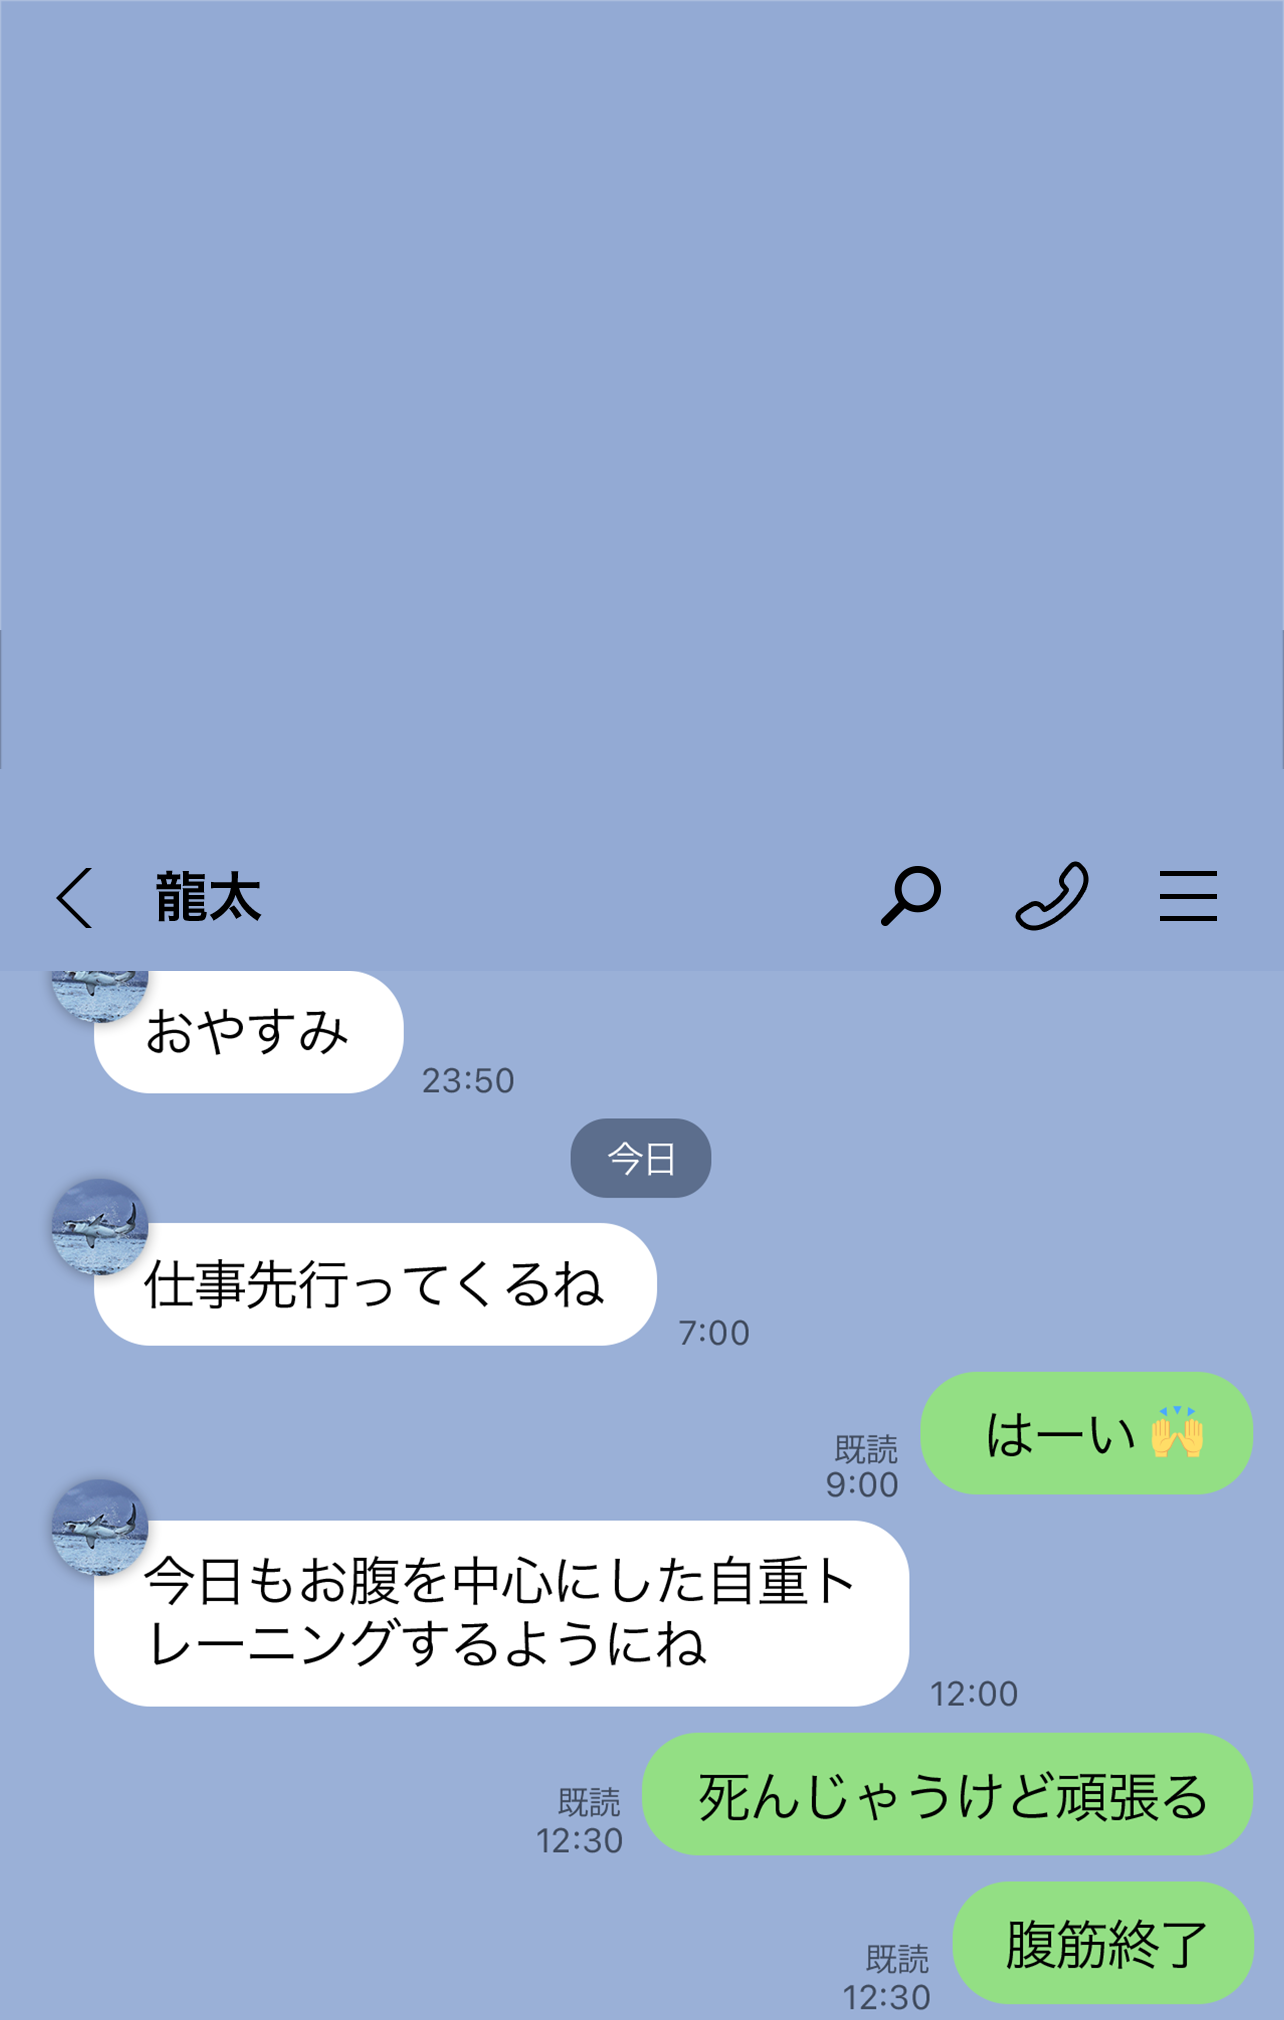 龍太
おやすみ
23:50
今日
仕事先行ってくるね
7:00
はーい🙌
既読
9:00
今日もお腹を中心にした自重ト
レーニングするようにね
12:00
死んじゃうけど頑張る
既読
12:30
腹筋終了
既読
12:30